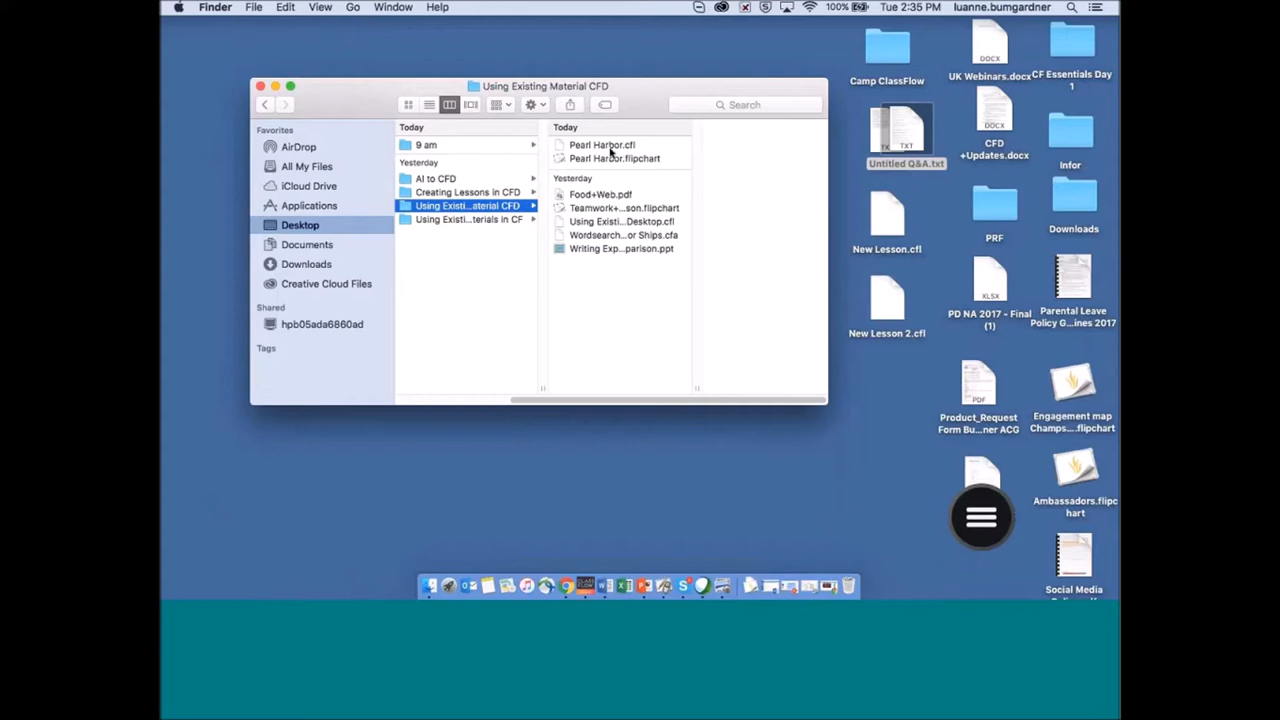 Finder File Edit View Go Window Help 100% Tue 2:35 PM luanne.bumgardner
Using Existing Material CFD
Search
Favorites
AirDrop
All My Files
iCloud Drive
Applications
Desktop
Documents
Downloads
Creative Cloud Files
Shared
hpb05ada6860ad
Tags
Today
9 am
Yesterday
AI to CFD
Creating Lessons in CFD
Using Existi...aterial CFD
Using Existi...terials in CF
Today
Pearl Harbor.cfl
Pearl Harbor.flipchart
Yesterday
Food+Web.pdf
Teamwork+...son.flipchart
Using Existi...Desktop.cfl
Wordsearch...or Ships.cfa
Writing Exp...parison.ppt
Camp ClassFlow
TXT
Untitled Q&A.txt
New Lesson.cfl
New Lesson 2.cfl
DOCX
UK Webinars.docx
DOCX
CFD
+Updates.docx
PRF
XLSX
PD NA 2017 - Final
(1)
PDF
Product_Request
Form Bu...ner ACG
CF Essentials Day
1
Infor
Downloads
Parental Leave
Policy G...ines 2017
Engagement map
Champs....flipchart
Ambassadors.flipc
hart
Social Media